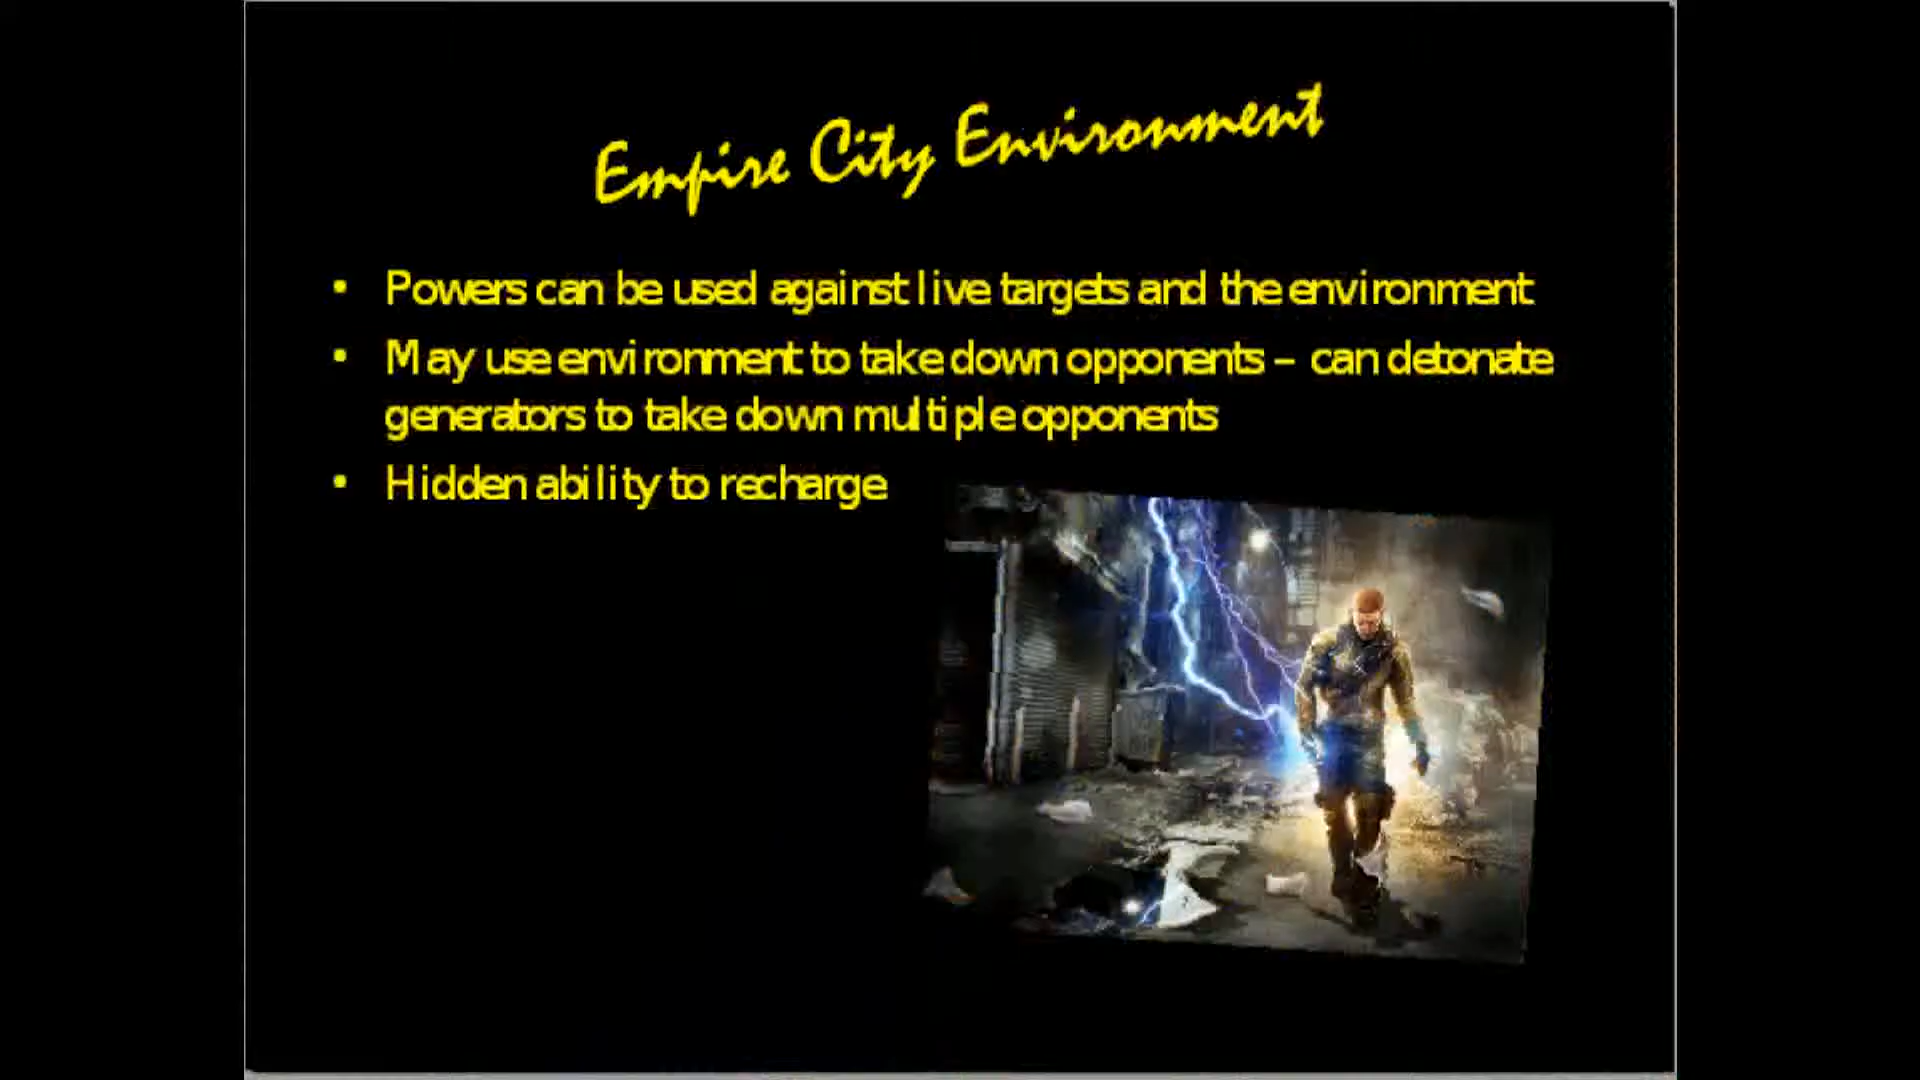 Empire City Environment
• Powers can be used against live targets and the environment
• May use environment to take down opponents – can detonate
generators to take down multiple opponents
• Hidden ability to recharge